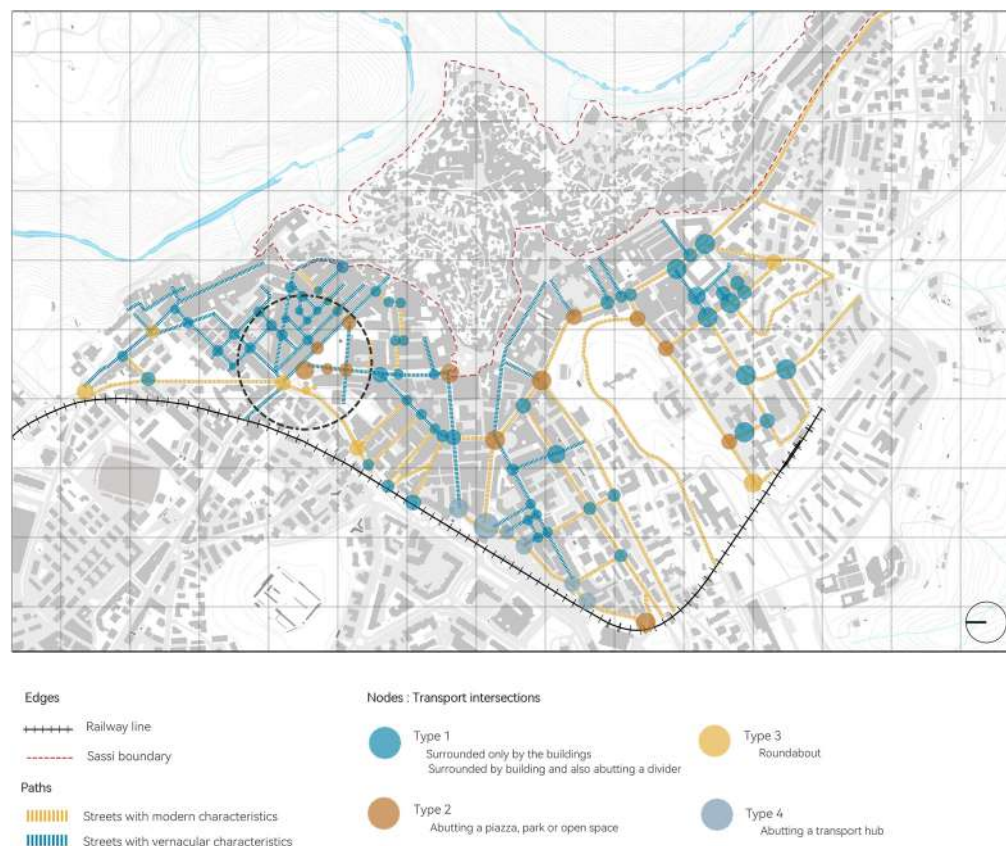 Edges
Railway line
Sassi boundary
Paths
Streets with modern characteristics
Streets with vernacular characteristics
Nodes : Transport intersections
Type 1
Surrounded only by the buildings
Surrounded by building and also abutting a divider
Type 2
Abutting a piazza, park or open space
Type 3
Roundabout
Type 4
Abutting a transport hub